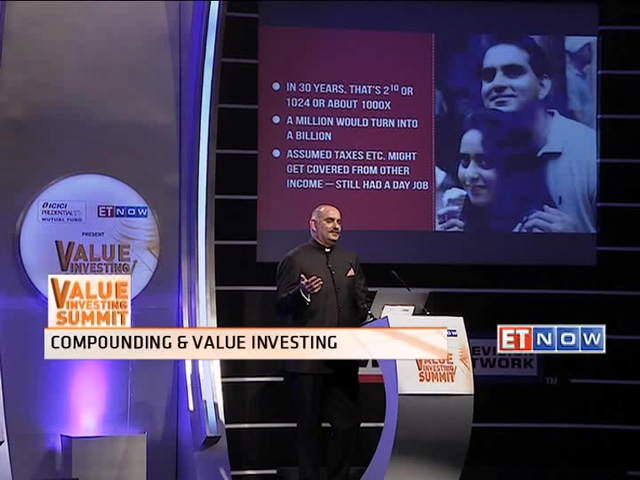 IN 30 YEARS, THAT'S 2¹⁰ OR
1024 OR ABOUT 1000X
A MILLION WOULD TURN INTO
A BILLION
ASSUMED TAXES ETC. MIGHT
GET COVERED FROM OTHER
INCOME — STILL HAD A DAY JOB
ICICI
PRUDENTIAL
MUTUAL FUND
ET NOW
PRESENT
VALUE
INVESTING
VALUE
INVESTING
SUMMIT
COMPOUNDING & VALUE INVESTING
ET NOW
VALUE
INVESTING
SUMMIT
TWORK
TM